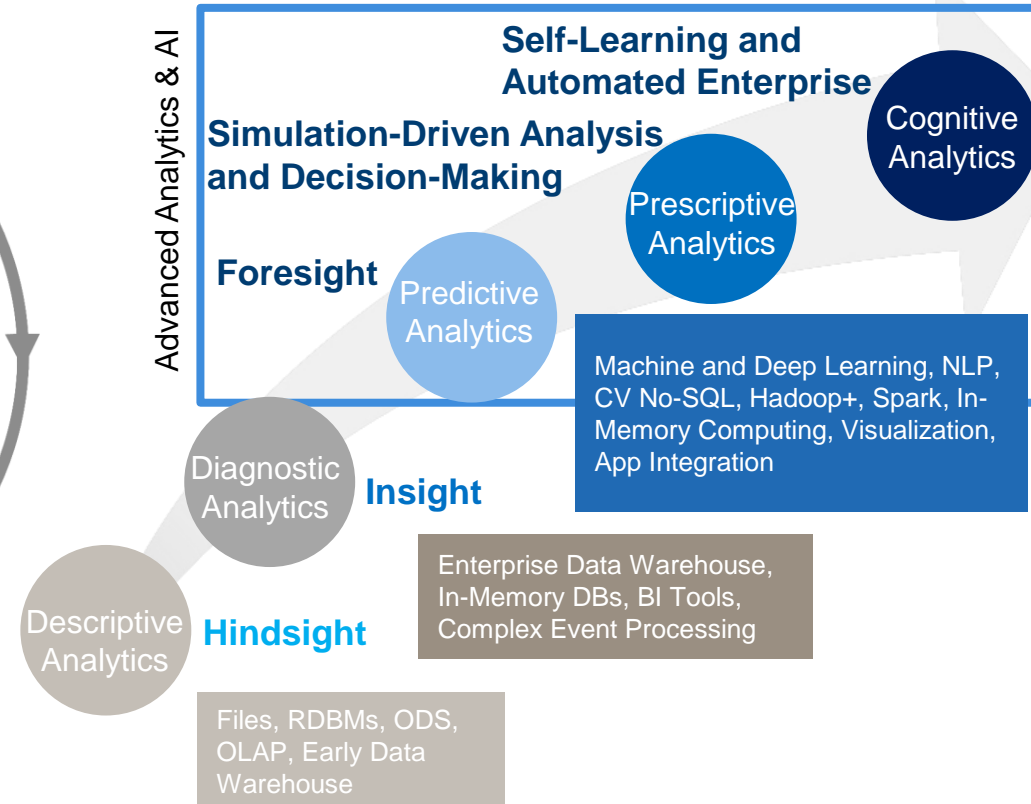 Advanced Analytics & AI
Self-Learning and
Automated Enterprise
Cognitive
Analytics
Simulation-Driven Analysis
and Decision-Making
Prescriptive
Analytics
Foresight
Predictive
Analytics
Machine and Deep Learning, NLP,
CV No-SQL, Hadoop+, Spark, In-
Memory Computing, Visualization,
App Integration
Diagnostic
Analytics
Insight
Enterprise Data Warehouse,
In-Memory DBs, BI Tools,
Complex Event Processing
Descriptive
Analytics
Hindsight
Files, RDBMs, ODS,
OLAP, Early Data
Warehouse